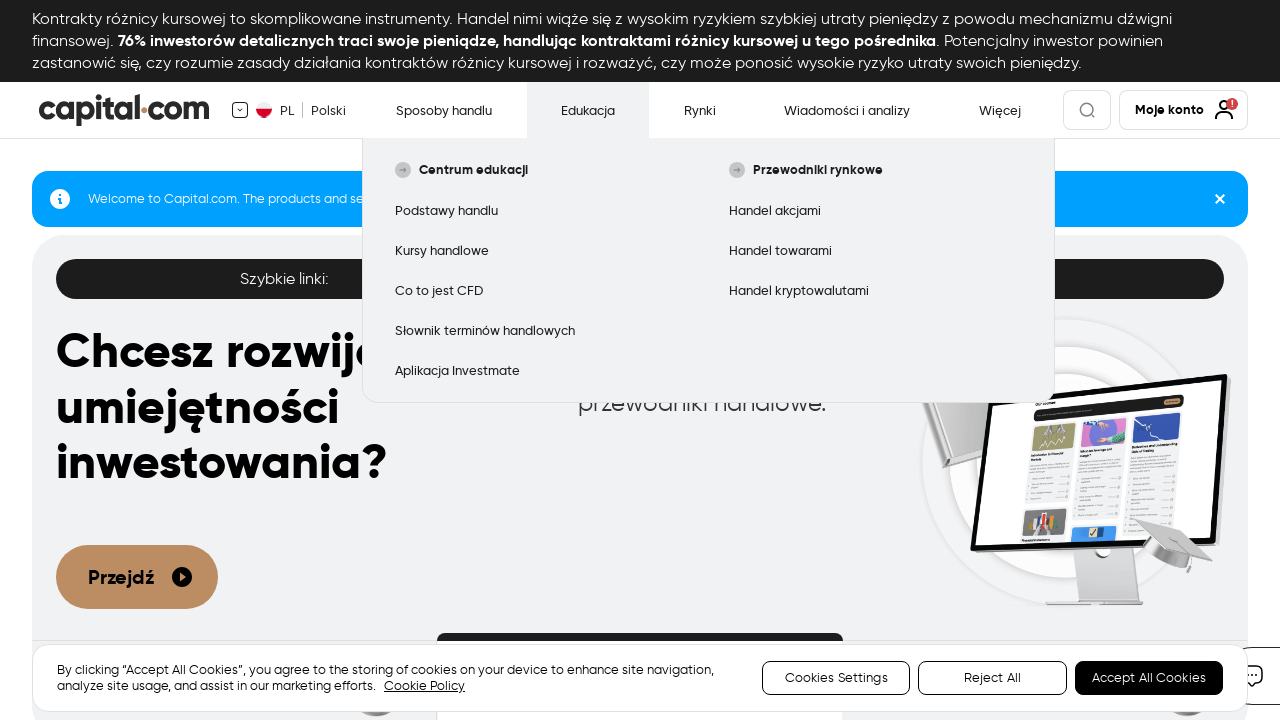 Kontrakty różnicy kursowej to skomplikowane instrumenty. Handel nimi wiąże się z wysokim ryzykiem szybkiej utraty pieniędzy z powodu mechanizmu dźwigni
finansowej. 76% inwestorów detalicznych traci swoje pieniądze, handlując kontraktami różnicy kursowej u tego pośrednika. Potencjalny inwestor powinien
zastanowić się, czy rozumie zasady działania kontraktów różnicy kursowej i rozważyć, czy może ponosić wysokie ryzyko utraty swoich pieniędzy.
capital.com
PL
Polski
Sposoby handlu
Edukacja
Rynki
Wiadomości i analizy
Więcej
Moje konto
Centrum edukacji
Podstawy handlu
Kursy handlowe
Co to jest CFD
Słownik terminów handlowych
Aplikacja Investmate
Przewodniki rynkowe
Handel akcjami
Handel towarami
Handel kryptowalutami
Welcome to Capital.com. The products and se
Szybkie linki:
Chcesz rozwij
umiejętności
inwestowania?
przewodniki handlowe.
Przejdź
By clicking “Accept All Cookies”, you agree to the storing of cookies on your device to enhance site navigation,
analyze site usage, and assist in our marketing efforts. Cookie Policy
Cookies Settings
Reject All
Accept All Cookies